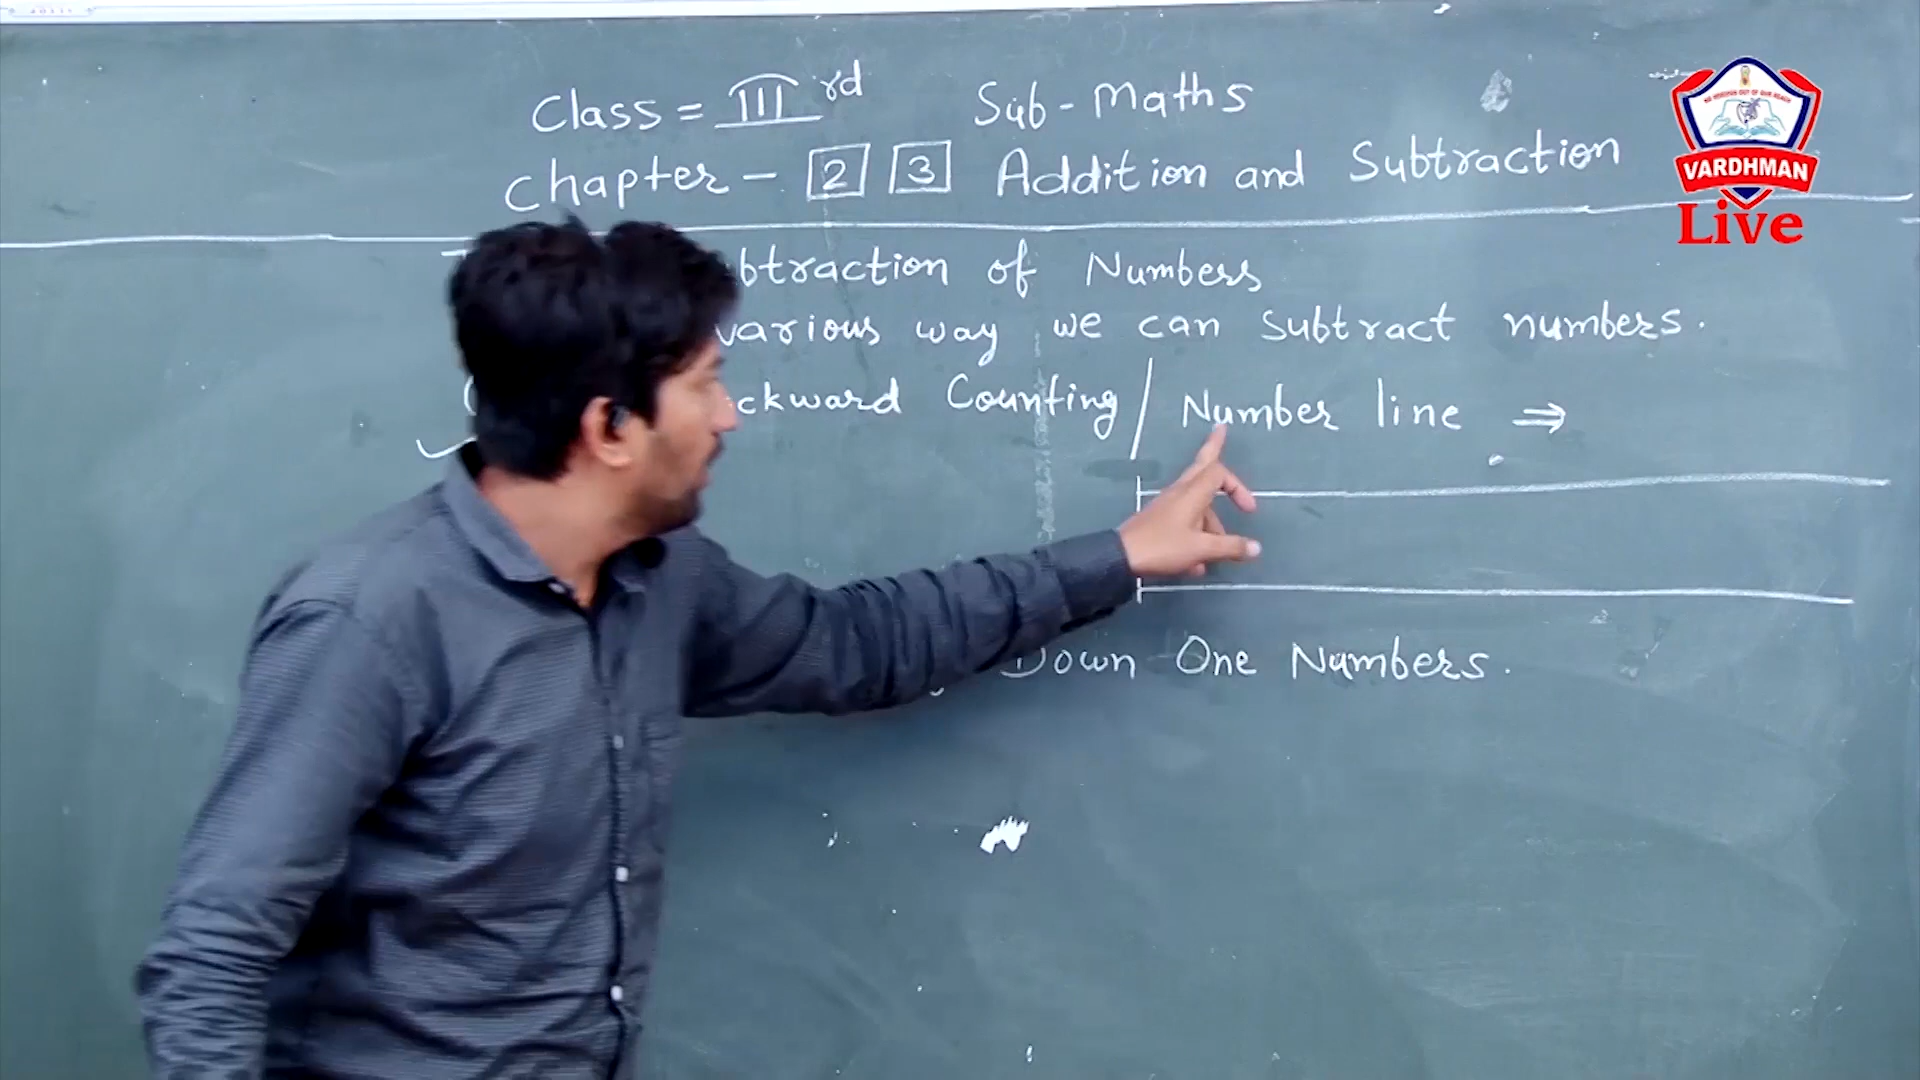 Class = III rd Sub - Maths
Chapter - 2 3 Addition and Subtraction
btraction of Numbers
various way we can subtract numbers.
ckward Counting / Number line ⇒
Down One Numbers.
VARDHMAN
Live